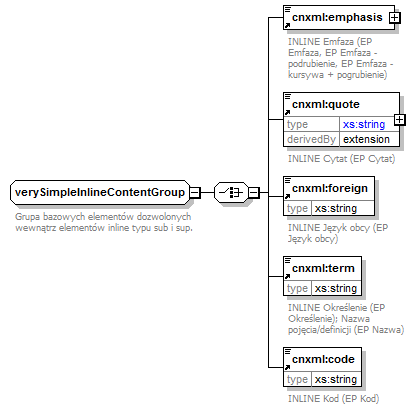 cnxml:emphasis
INLINE Emfaza (EP
Emfaza, EP Emfaza -
podrubienie, EP Emfaza -
kursywa + pogrubienie)
cnxml:quote
type xs:string
derivedBy extension
INLINE Cytat (EP Cytat)
verySimpleInlineContentGroup
Grupa bazowych elementów dozwolonych
wewnątrz elementów inline typu sub i sup.
cnxml:foreign
type xs:string
INLINE Język obcy (EP
Język obcy)
cnxml:term
type xs:string
INLINE Określenie (EP
Określenie); Nazwa
pojęcia/definicji (EP Nazwa)
cnxml:code
type xs:string
INLINE Kod (EP Kod)